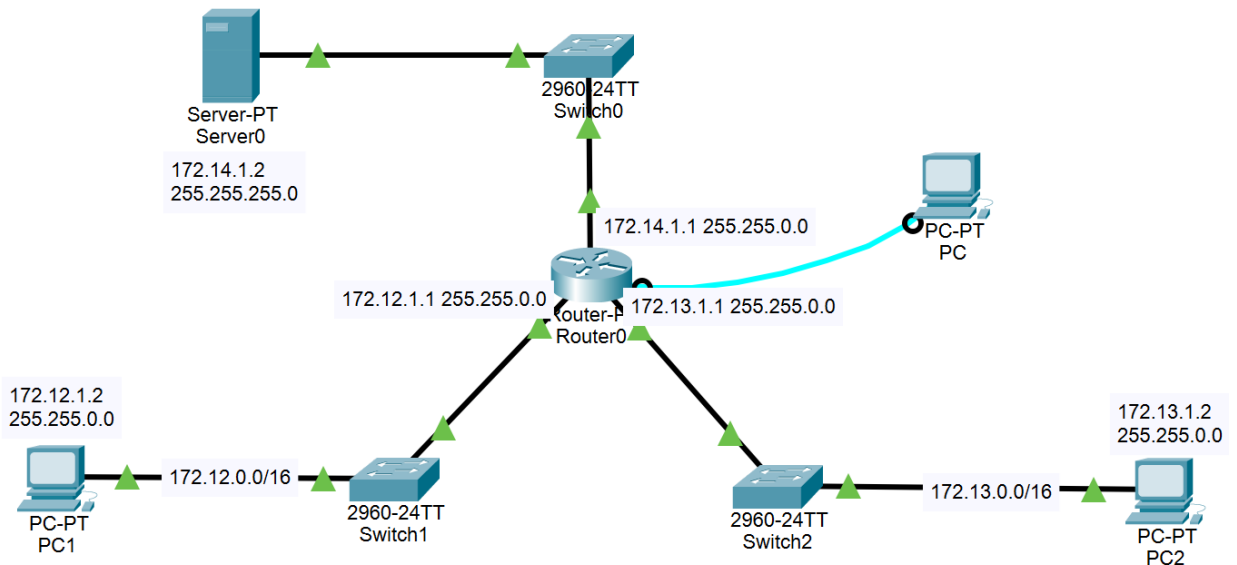 2960-24TT
Switch0
Server-PT
Server0
172.14.1.2
255.255.255.0
172.14.1.1 255.255.0.0
PC-PT
PC
172.12.1.1 255.255.0.0
172.13.1.1 255.255.0.0
Router0
172.12.1.2
255.255.0.0
172.12.0.0/16
PC-PT
PC1
2960-24TT
Switch1
172.13.1.2
255.255.0.0
172.13.0.0/16
2960-24TT
Switch2
PC-PT
PC2